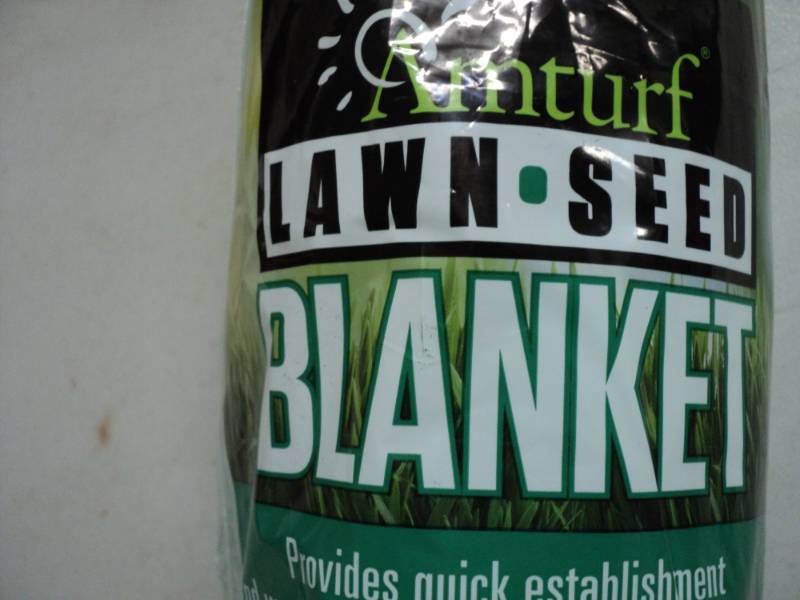 Amturf®
LAWN·SEED
BLANKET
Provides quick establishment